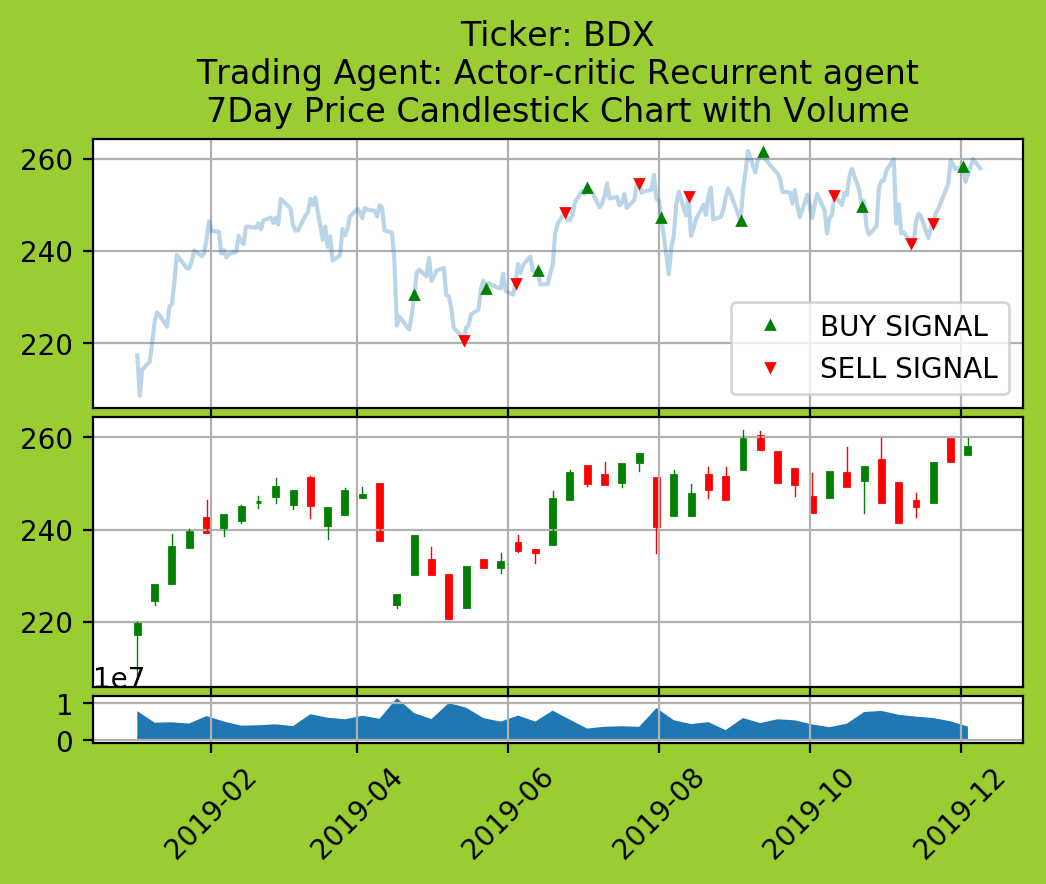 Ticker: BDX
Trading Agent: Actor-critic Recurrent agent
7Day Price Candlestick Chart with Volume
260
240
220
BUY SIGNAL
SELL SIGNAL
260
240
220
1e7
1
0
2019-02
2019-04
2019-06
2019-08
2019-10
2019-12